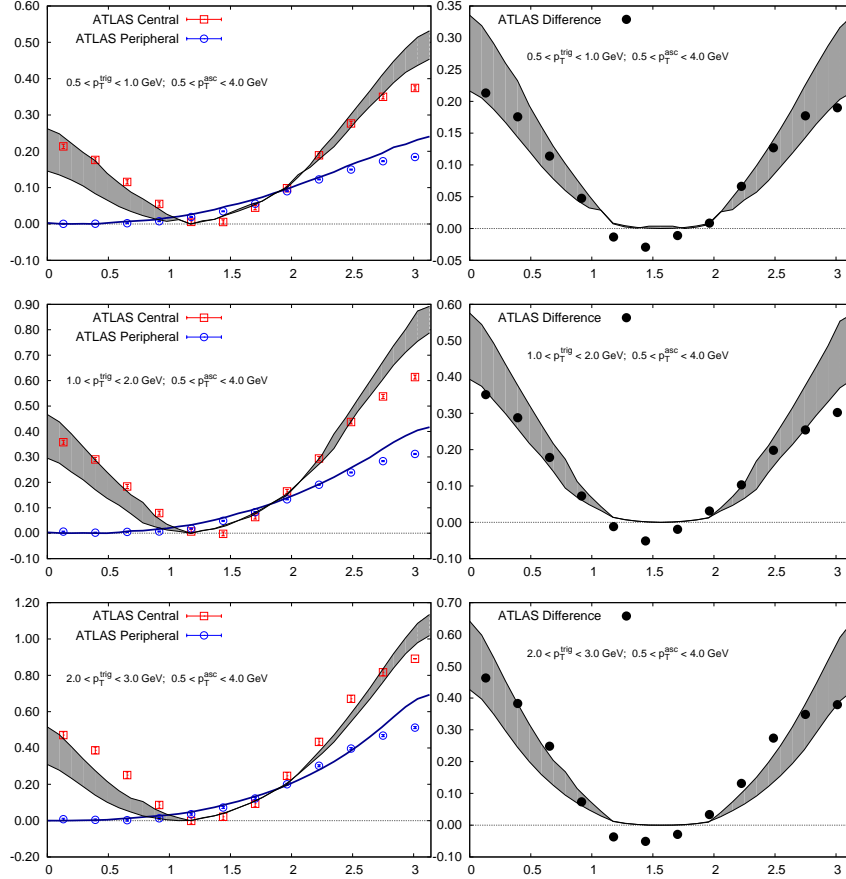 0.60
0.50
0.40
0.30
0.20
0.10
0.00
-0.10
ATLAS Central
ATLAS Peripheral
0.5 < p_T^trig < 1.0 GeV; 0.5 < p_T^asc < 4.0 GeV
0 0.5 1 1.5 2 2.5 3
0.35
0.30
0.25
0.20
0.15
0.10
0.05
0.00
-0.05
ATLAS Difference
0.5 < p_T^trig < 1.0 GeV; 0.5 < p_T^asc < 4.0 GeV
0 0.5 1 1.5 2 2.5 3
0.90
0.80
0.70
0.60
0.50
0.40
0.30
0.20
0.10
0.00
-0.10
ATLAS Central
ATLAS Peripheral
1.0 < p_T^trig < 2.0 GeV; 0.5 < p_T^asc < 4.0 GeV
0 0.5 1 1.5 2 2.5 3
0.60
0.50
0.40
0.30
0.20
0.10
0.00
-0.10
ATLAS Difference
1.0 < p_T^trig < 2.0 GeV; 0.5 < p_T^asc < 4.0 GeV
0 0.5 1 1.5 2 2.5 3
1.20
1.00
0.80
0.60
0.40
0.20
0.00
-0.20
ATLAS Central
ATLAS Peripheral
2.0 < p_T^trig < 3.0 GeV; 0.5 < p_T^asc < 4.0 GeV
0 0.5 1 1.5 2 2.5 3
0.70
0.60
0.50
0.40
0.30
0.20
0.10
0.00
-0.10
ATLAS Difference
2.0 < p_T^trig < 3.0 GeV; 0.5 < p_T^asc < 4.0 GeV
0 0.5 1 1.5 2 2.5 3